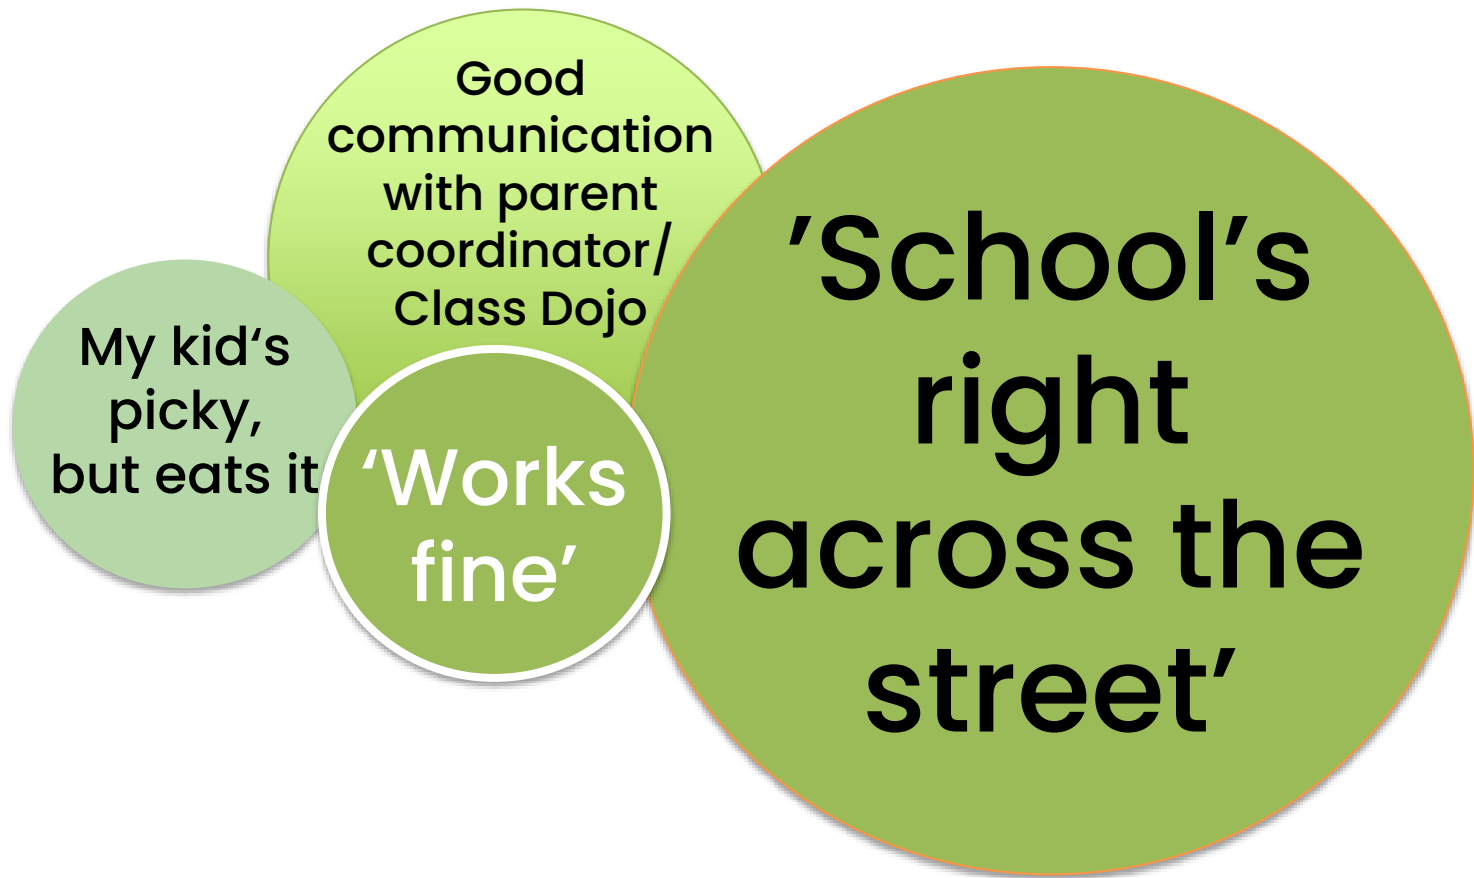 Good
communication
with parent
coordinator/
Class Dojo
My kid‘s
picky,
but eats it
‘Works
fine’
’School’s
right
across the
street’